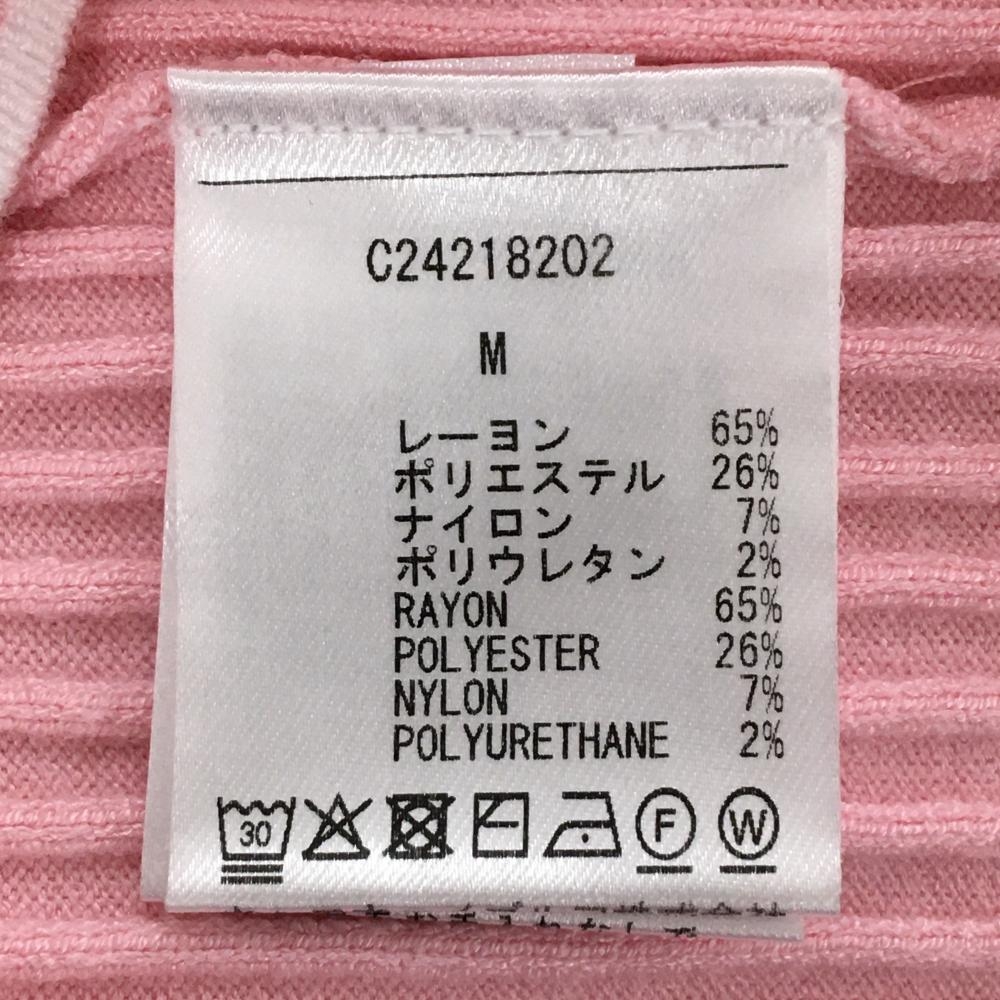 C24218202
M
レーヨン 65%
ポリエステル 26%
ナイロン 7%
ポリウレタン 2%
RAYON 65%
POLYESTER 26%
NYLON 7%
POLYURETHANE 2%
30 F W